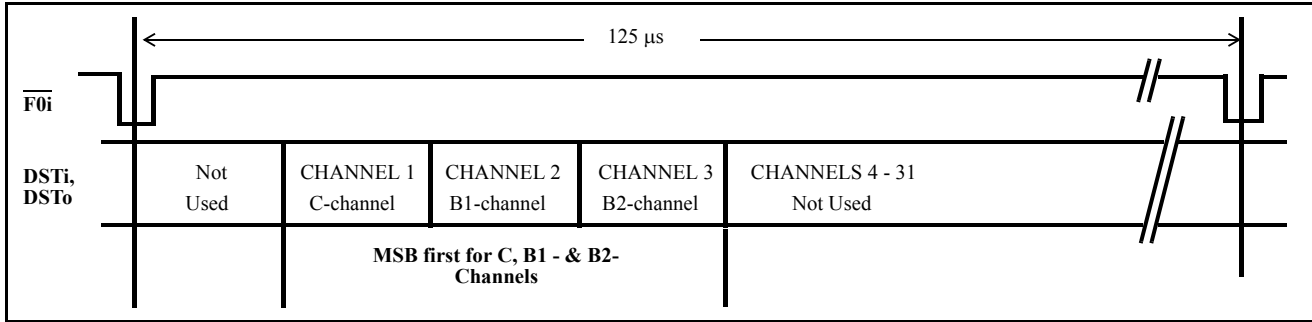 125 μs
F0i
DSTi,
DSTo
Not
Used
CHANNEL 1
C-channel
CHANNEL 2
B1-channel
CHANNEL 3
B2-channel
CHANNELS 4 - 31
Not Used
MSB first for C, B1 - & B2-
Channels